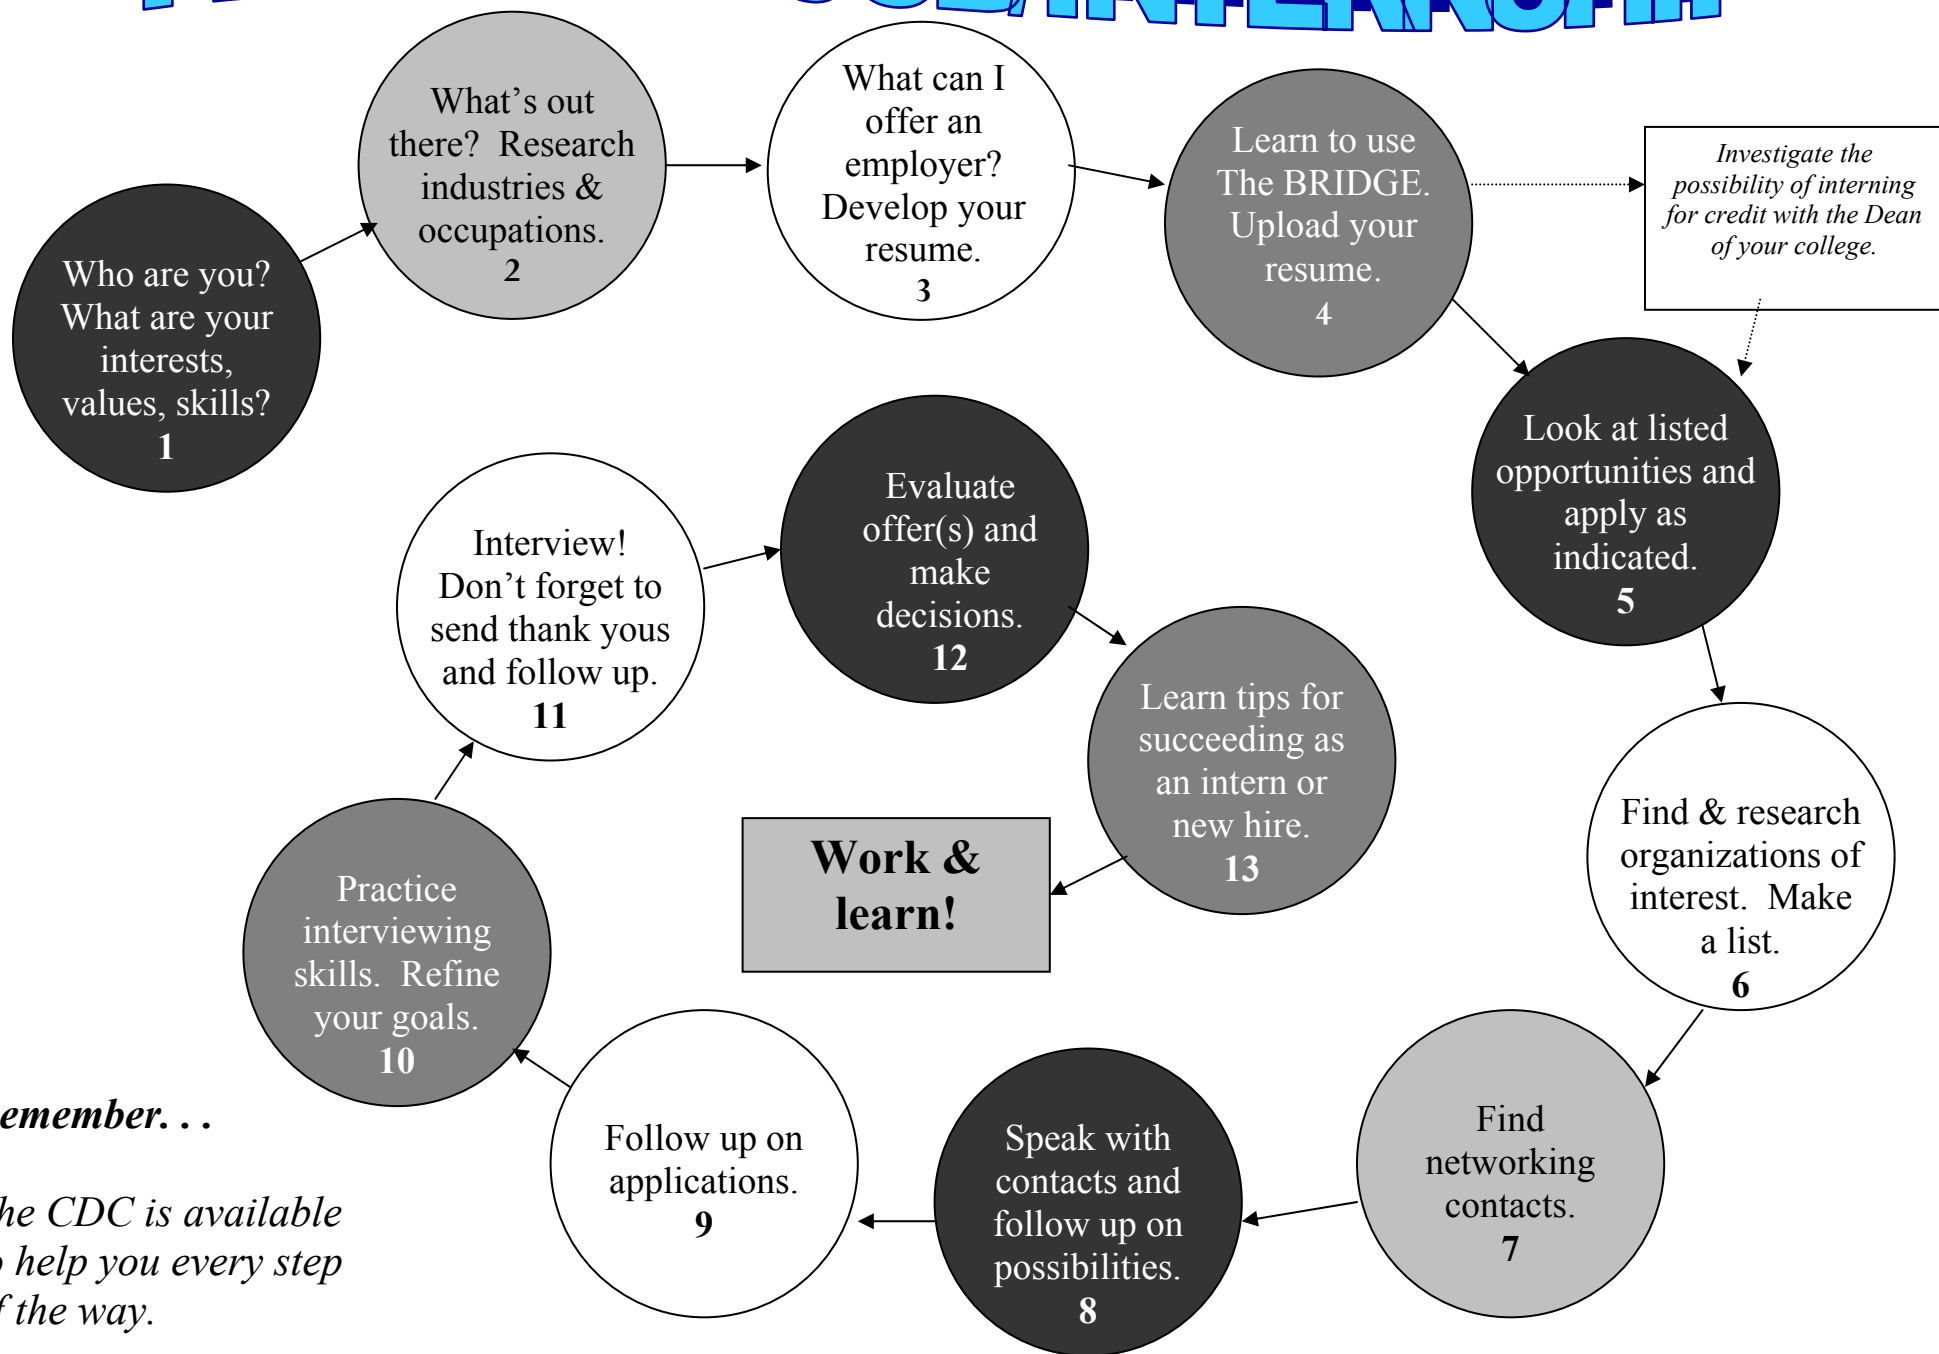 What's out
there?  Research
industries &
occupations.
2
What can I
offer an
employer?
Develop your
resume.
3
Learn to use
The BRIDGE.
Upload your
resume.
4
Investigate the
possibility of interning
for credit with the Dean
of your college.
Who are you?
What are your
interests,
values, skills?
1
Look at listed
opportunities and
apply as
indicated.
5
Interview!
Don't forget to
send thank yous
and follow up.
11
Evaluate
offer(s) and
make
decisions.
12
Learn tips for
succeeding as
an intern or
new hire.
13
Work &
learn!
Find & research
organizations of
interest.  Make
a list.
6
Practice
interviewing
skills.  Refine
your goals.
10
Follow up on
applications.
9
Speak with
contacts and
follow up on
possibilities.
8
Find
networking
contacts.
7
emember. . .
he CDC is available
help you every step
the way.